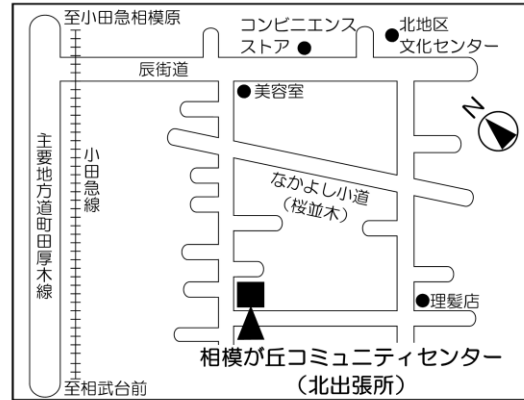 至小田急相模原
コンビニエンス
ストア
北地区
文化センター
辰街道
美容室
N
主要地方道町田厚木線
小田急線
なかよし小道
（桜並木）
理髪店
相模が丘コミュニティセンター
（北出張所）
至相武台前